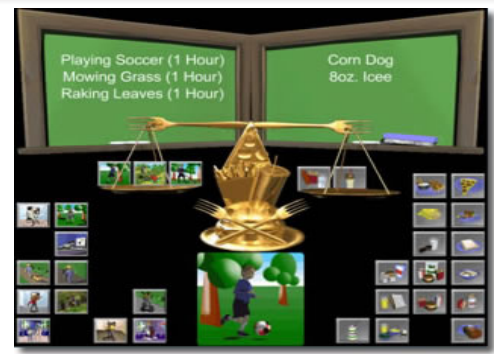 Playing Soccer (1 Hour)
Mowing Grass (1 Hour)
Raking Leaves (1 Hour)
Corn Dog
8oz. Icee